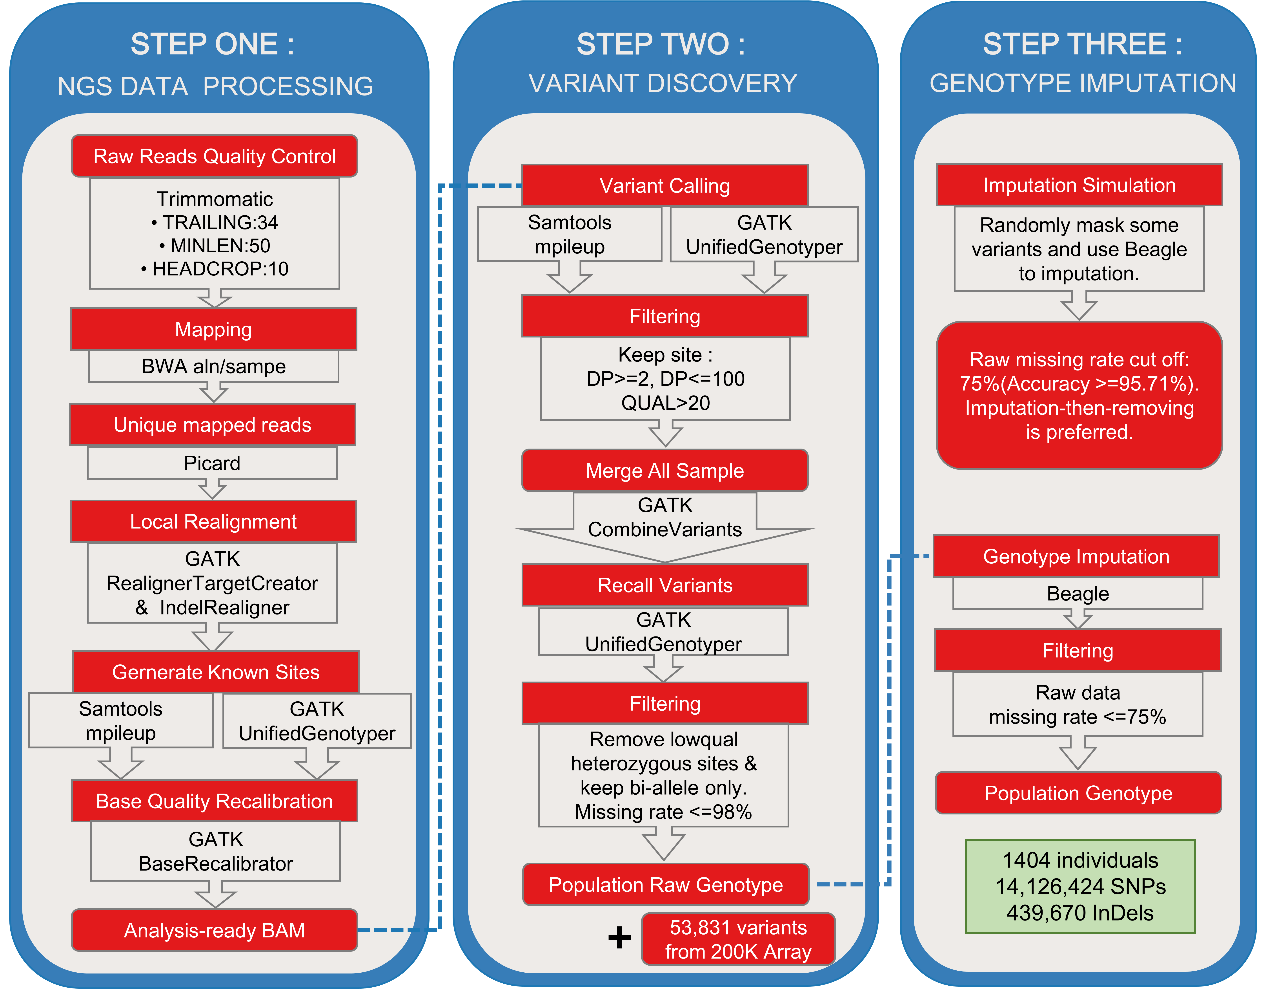 STEP ONE :
NGS DATA PROCESSING
Raw Reads Quality Control
Trimmomatic
• TRAILING:34
• MINLEN:50
• HEADCROP:10
Mapping
BWA aln/sampe
Unique mapped reads
Picard
Local Realignment
GATK
RealignerTargetCreator
& IndelRealigner
Gernerate Known Sites
Samtools
mpileup
GATK
UnifiedGenotyper
Base Quality Recalibration
GATK
BaseRecalibrator
Analysis-ready BAM
STEP TWO :
VARIANT DISCOVERY
Variant Calling
Samtools
mpileup
GATK
UnifiedGenotyper
Filtering
Keep site :
DP>=2, DP<=100
QUAL>20
Merge All Sample
GATK
CombineVariants
Recall Variants
GATK
UnifiedGenotyper
Filtering
Remove lowqual
heterozygous sites &
keep bi-allele only.
Missing rate <=98%
Population Raw Genotype
+
53,831 variants
from 200K Array
STEP THREE :
GENOTYPE IMPUTATION
Imputation Simulation
Randomly mask some
variants and use Beagle
to imputation.
Raw missing rate cut off:
75%(Accuracy >=95.71%).
Imputation-then-removing
is preferred.
Genotype Imputation
Beagle
Filtering
Raw data
missing rate <=75%
Population Genotype
1404 individuals
14,126,424 SNPs
439,670 InDels